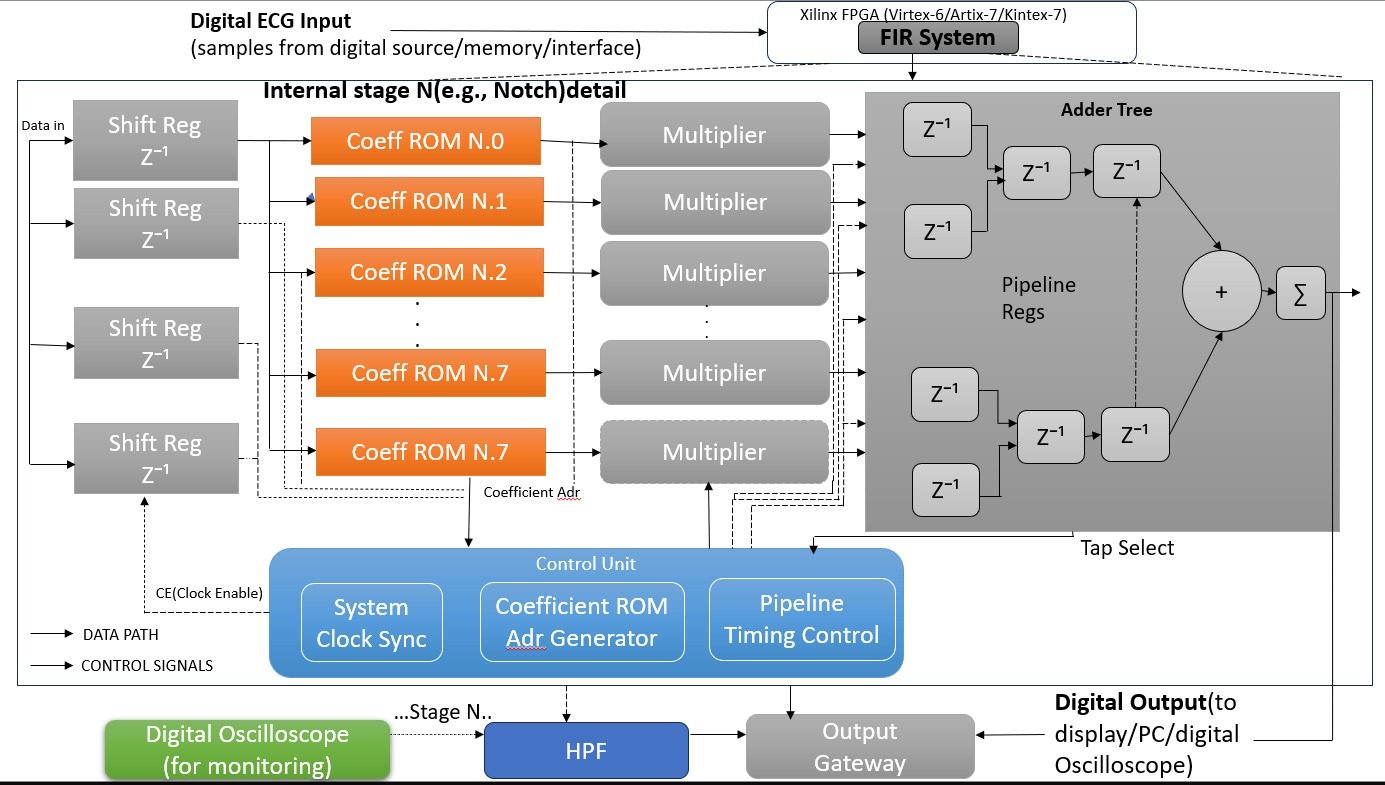 Digital ECG Input
(samples from digital source/memory/interface)
Xilinx FPGA (Virtex-6/Artix-7/Kintex-7)
FIR System
Internal stage N(e.g., Notch)detail
Data in
Shift Reg
Z⁻¹
Shift Reg
Z⁻¹
Shift Reg
Z⁻¹
Shift Reg
Z⁻¹
Coeff ROM N.0
Coeff ROM N.1
Coeff ROM N.2
.
.
.
Coeff ROM N.7
Coeff ROM N.7
Coefficient Adr
Multiplier
Multiplier
Multiplier
.
.
.
Multiplier
Multiplier
Adder Tree
Z⁻¹
Z⁻¹
Z⁻¹
Z⁻¹
Pipeline
Regs
+
∑
Z⁻¹
Z⁻¹
Z⁻¹
Z⁻¹
Tap Select
Control Unit
System
Clock Sync
Coefficient ROM
Adr Generator
Pipeline
Timing Control
CE(Clock Enable)
DATA PATH
CONTROL SIGNALS
...Stage N..
Digital Oscilloscope
(for monitoring)
HPF
Output
Gateway
Digital Output(to
display/PC/digital
Oscilloscope)